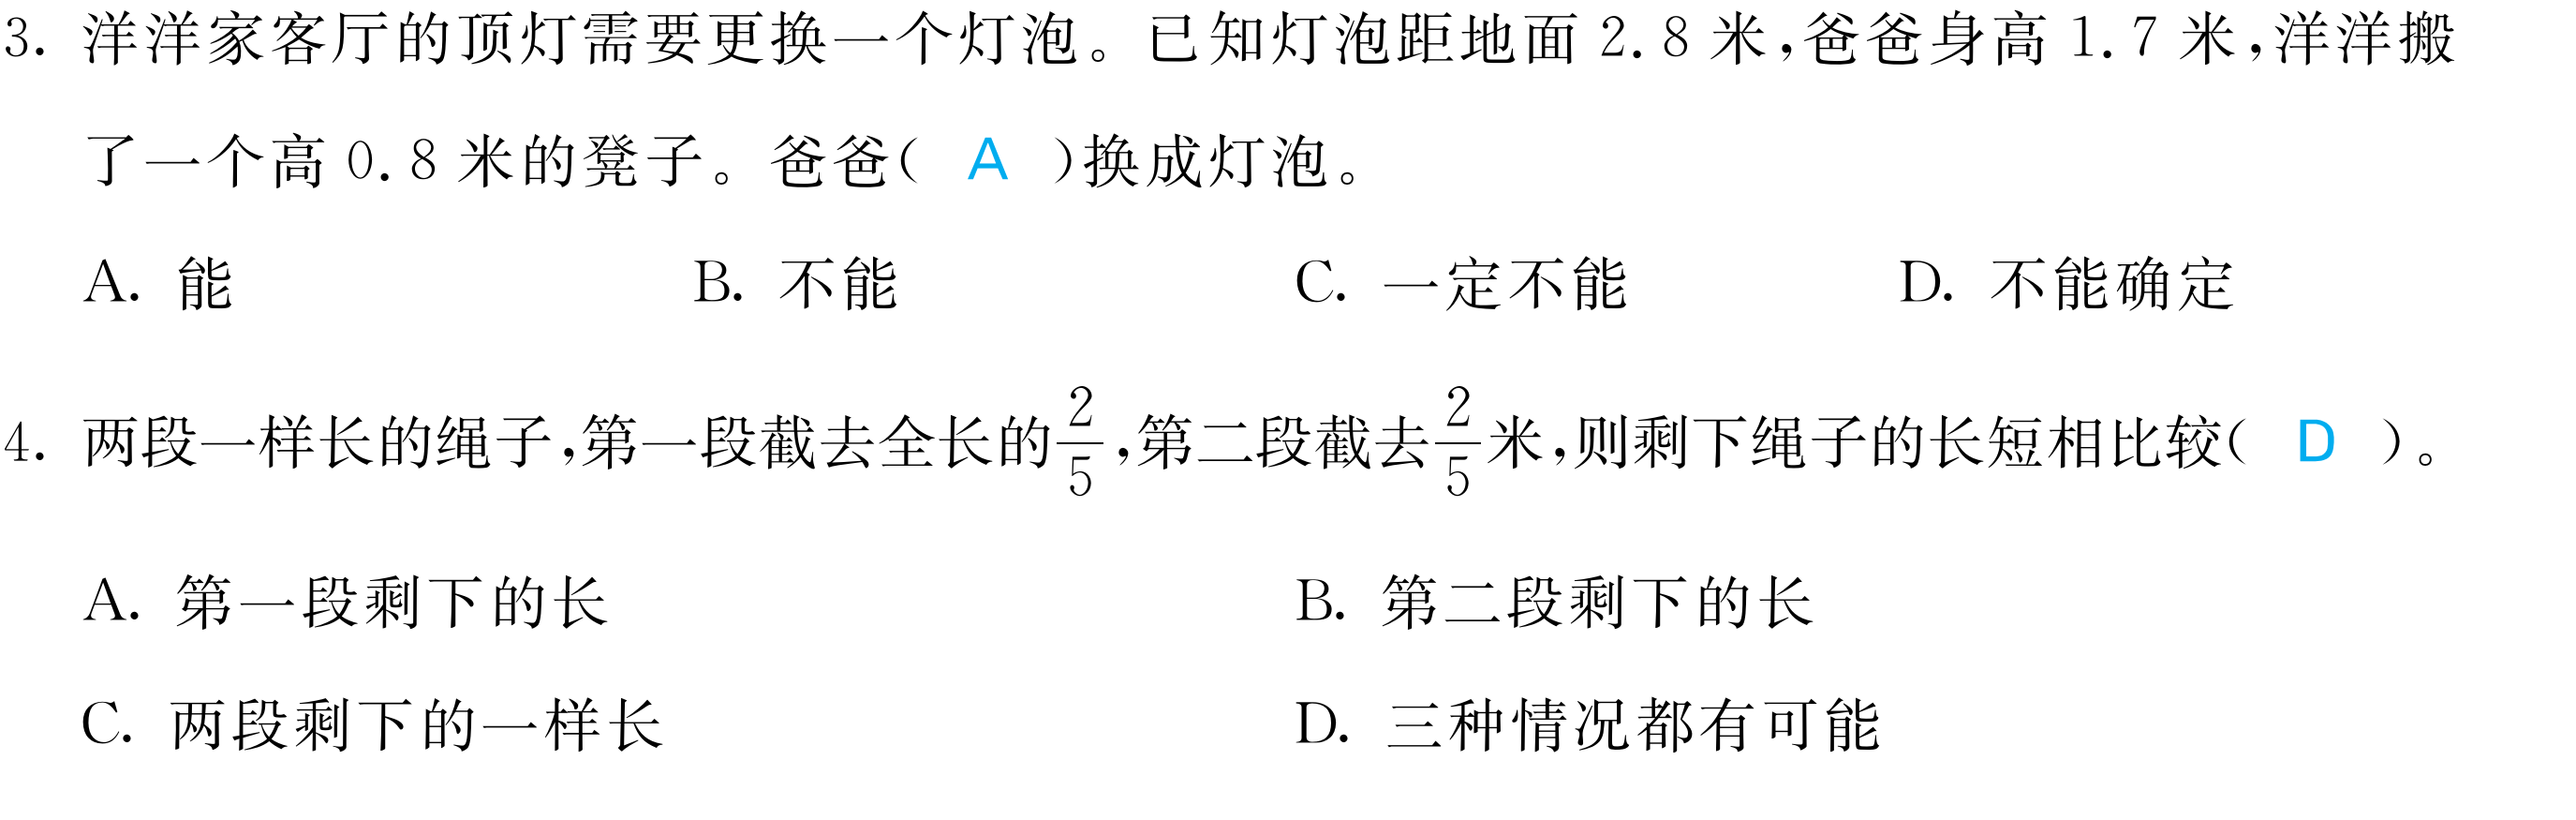 3. 洋洋家客厅的顶灯需要更换一个灯泡。已知灯泡距地面 2.8 米,爸爸身高 1.7 米,洋洋搬
了一个高 0.8 米的凳子。爸爸( A )换成灯泡。
A. 能 B. 不能 C. 一定不能 D. 不能确定
4. 两段一样长的绳子,第一段截去全长的2/5,第二段截去2/5米,则剩下绳子的长短相比较( D )。
A. 第一段剩下的长 B. 第二段剩下的长
C. 两段剩下的一样长 D. 三种情况都有可能